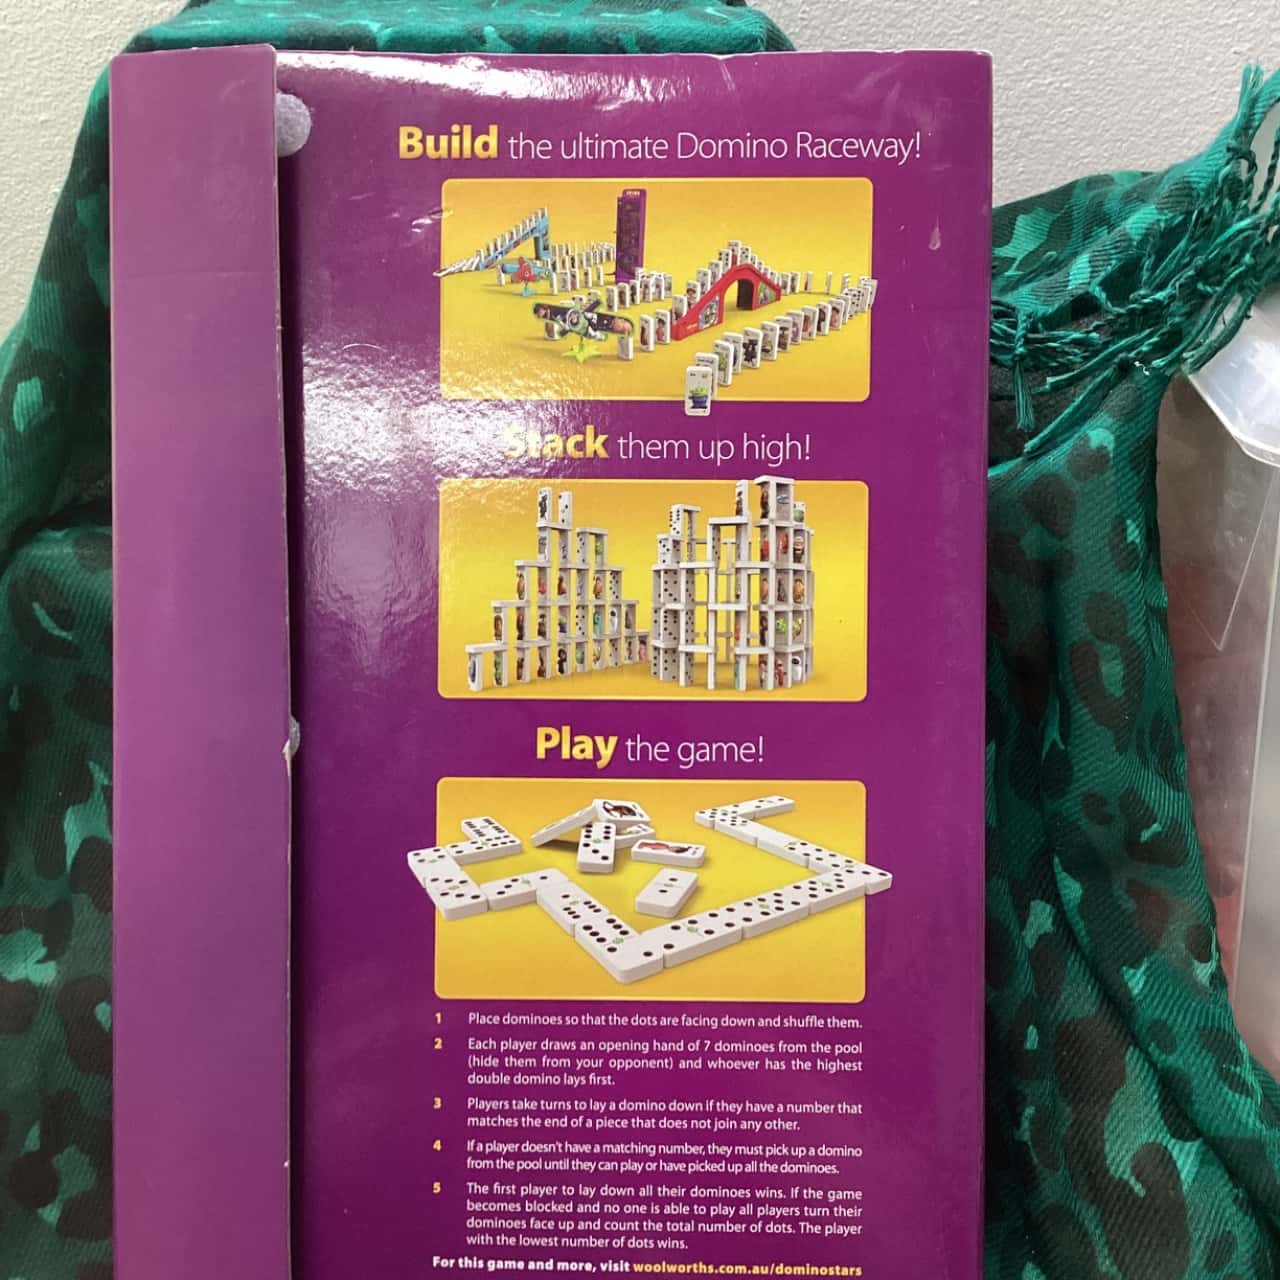 Build the ultimate Domino Raceway!
Stack them up high!
Play the game!
1 Place dominoes so that the dots are facing down and shuffle them.
2 Each player draws an opening hand of 7 dominoes from the pool
(hide them from your opponent) and whoever has the highest
double domino lays first.
3 Players take turns to lay a domino down if they have a number that
matches the end of a piece that does not join any other.
4 If a player doesn't have a matching number, they must pick up a domino
from the pool until they can play or have picked up all the dominoes.
5 The first player to lay down all their dominoes wins. If the game
becomes blocked and no one is able to play all players turn their
dominoes face up and count the total number of dots. The player
with the lowest number of dots wins.
For this game and more, visit woolworths.com.au/dominostars